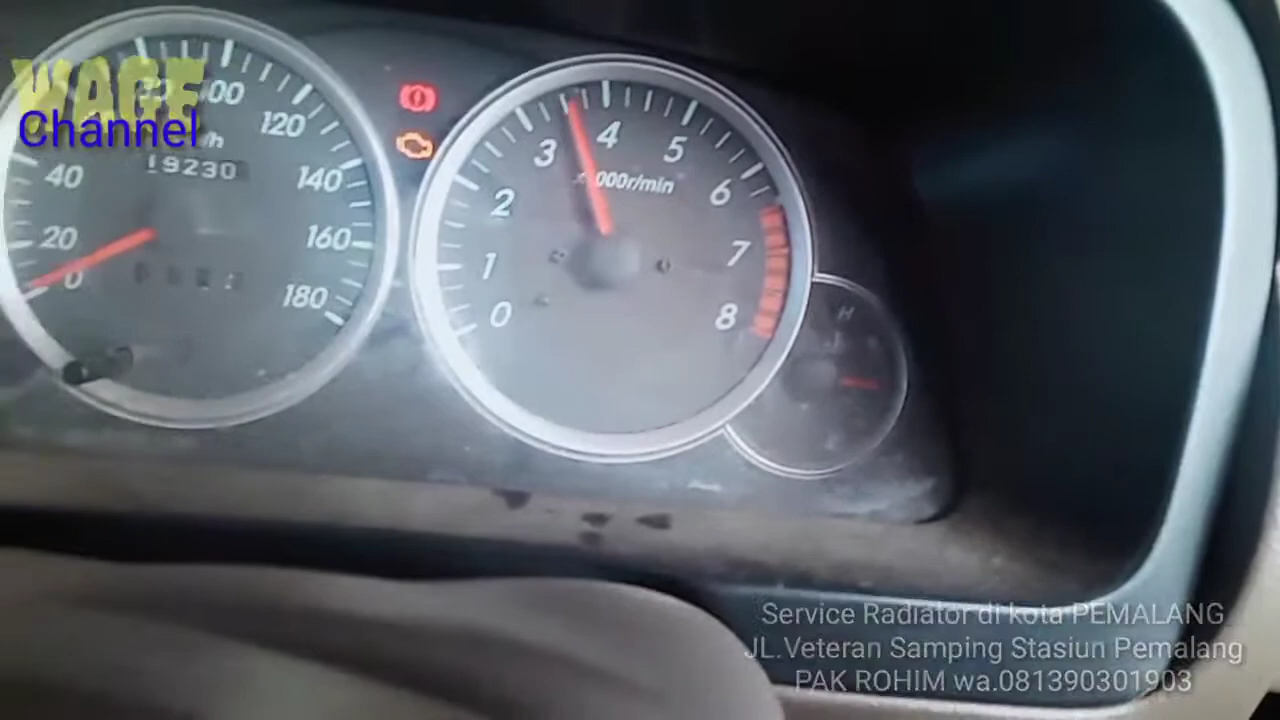 WAGE
Channel
100
120
140
160
180
40
20
0
19230
0
1
2
3
4
5
6
7
8
000r/min
H
Service Radiator di kota PEMALANG
JL.Veteran Samping Stasiun Pemalang
PAK ROHIM wa.081390301903